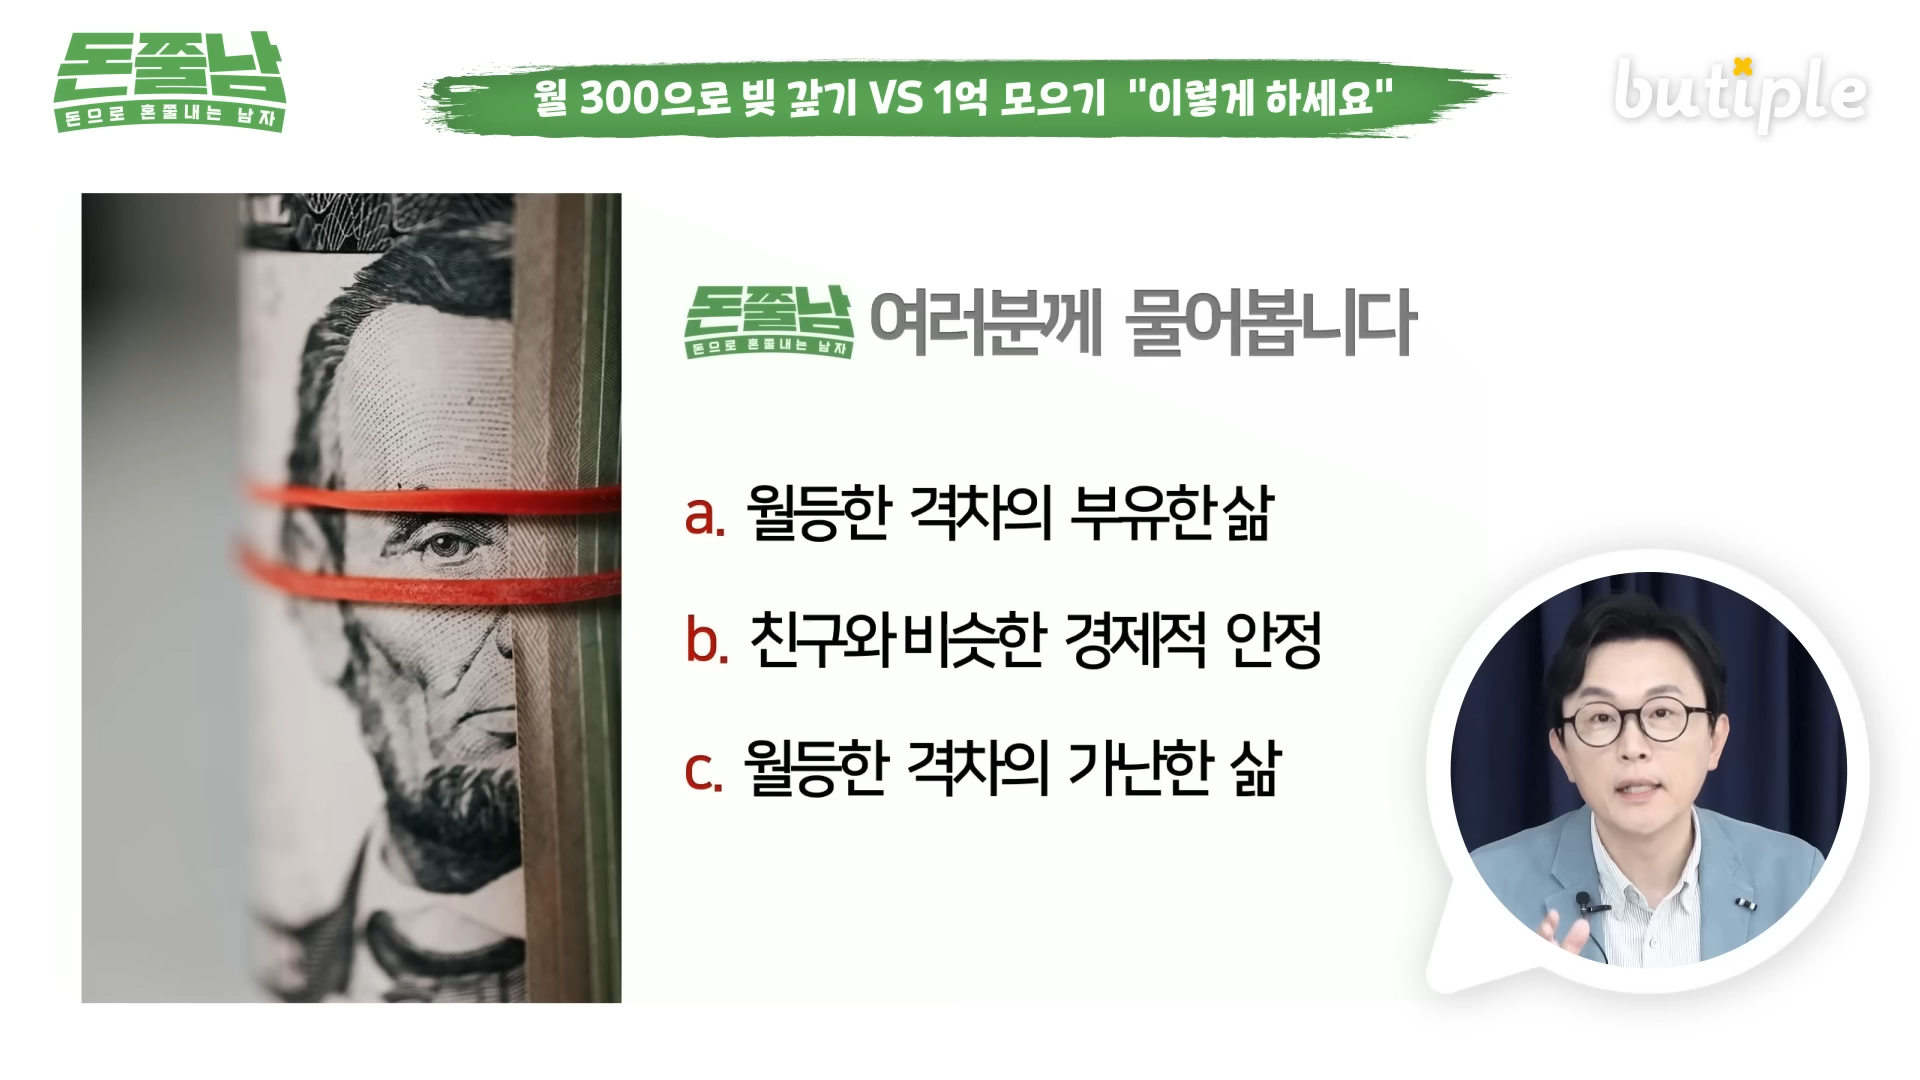 돈쭐남
돈으로 혼쭐내는 남자
월 300으로 빚 갚기 VS 1억 모으기 "이렇게 하세요"
butiple
돈쭐남 여러분께 물어봅니다
돈으로 혼쭐내는 남자
a. 월등한 격차의 부유한 삶
b. 친구와 비슷한 경제적 안정
c. 월등한 격차의 가난한 삶